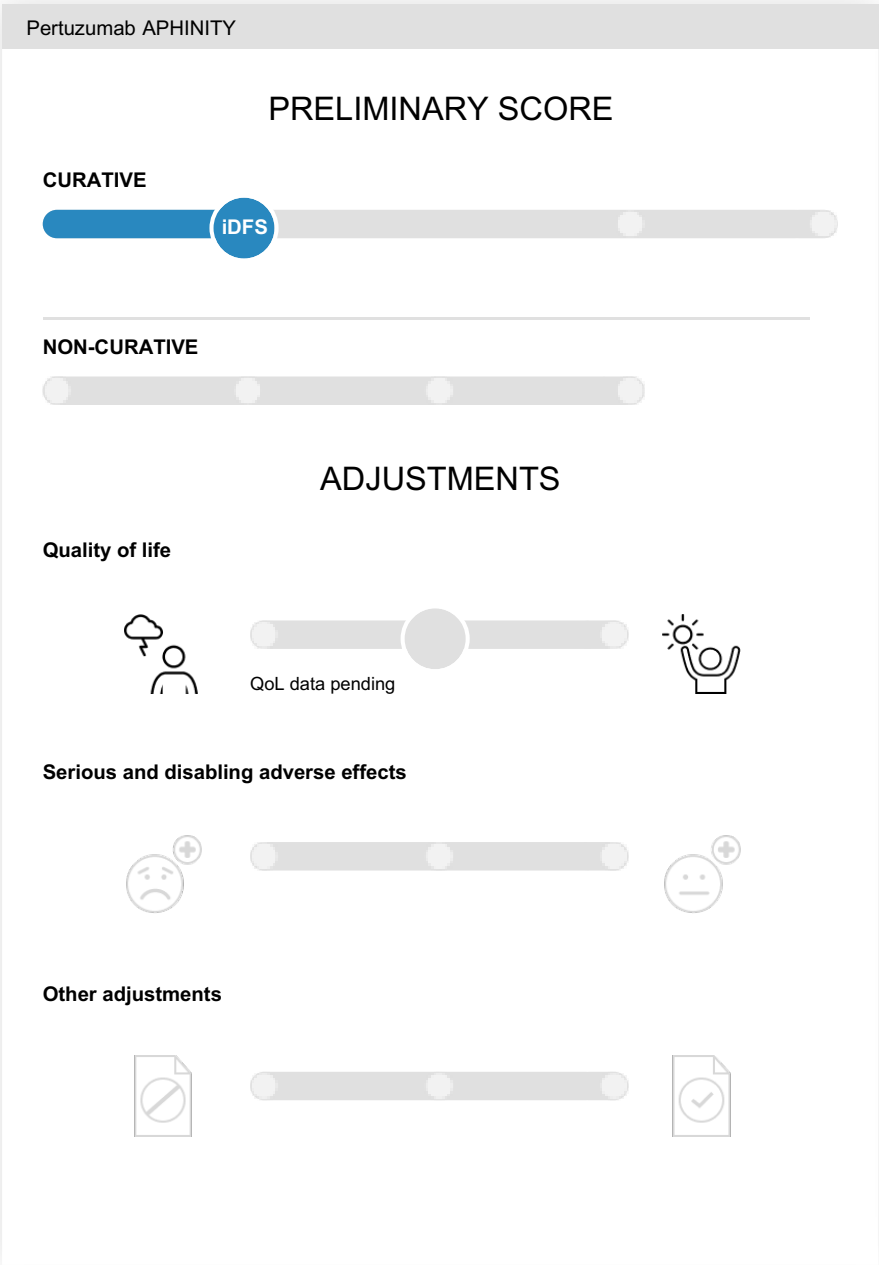 Pertuzumab APHINITY
PRELIMINARY SCORE
CURATIVE
iDFS
NON-CURATIVE
ADJUSTMENTS
Quality of life
QoL data pending
Serious and disabling adverse effects
Other adjustments